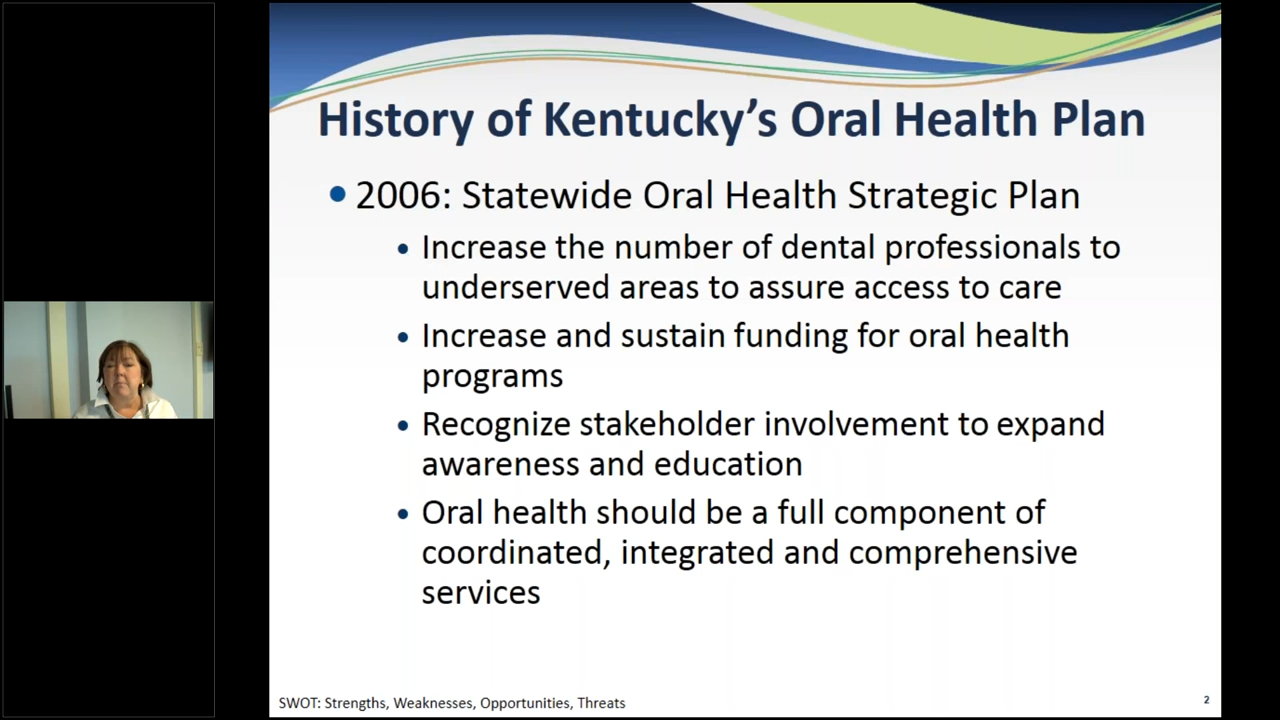 History of Kentucky's Oral Health Plan
• 2006: Statewide Oral Health Strategic Plan
• Increase the number of dental professionals to
underserved areas to assure access to care
• Increase and sustain funding for oral health
programs
• Recognize stakeholder involvement to expand
awareness and education
• Oral health should be a full component of
coordinated, integrated and comprehensive
services
SWOT: Strengths, Weaknesses, Opportunities, Threats
2